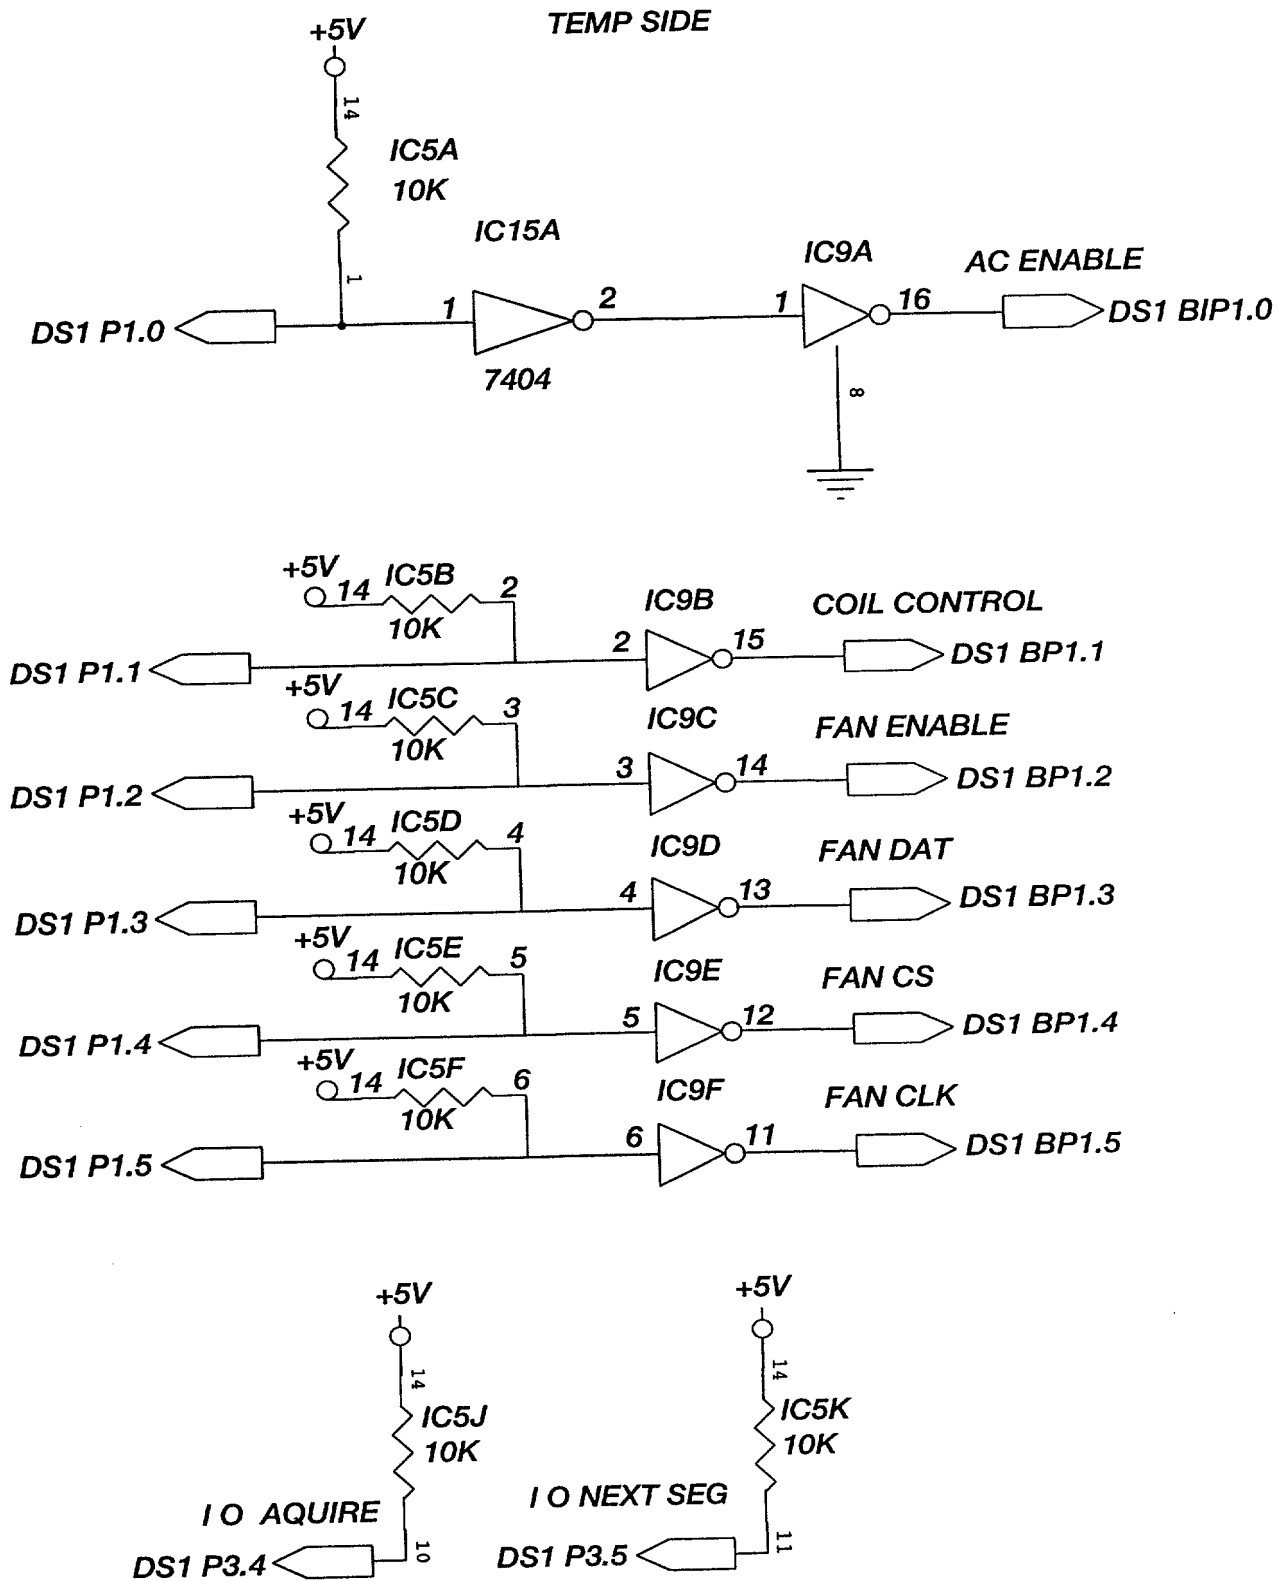 TEMP SIDE
+5V
14
IC5A
10K
1
IC15A
IC9A
AC ENABLE
DS1 P1.0
1
2
1
16
DS1 BIP1.0
7404
8
+5V
14
IC5B
10K
2
IC9B
COIL CONTROL
DS1 P1.1
2
15
DS1 BP1.1
+5V
14
IC5C
10K
3
IC9C
FAN ENABLE
DS1 P1.2
3
14
DS1 BP1.2
+5V
14
IC5D
10K
4
IC9D
FAN DAT
DS1 P1.3
4
13
DS1 BP1.3
+5V
14
IC5E
10K
5
IC9E
FAN CS
DS1 P1.4
5
12
DS1 BP1.4
+5V
14
IC5F
10K
6
IC9F
FAN CLK
DS1 P1.5
6
11
DS1 BP1.5
+5V
14
IC5J
10K
I O AQUIRE
DS1 P3.4
10
+5V
14
IC5K
10K
I O NEXT SEG
DS1 P3.5
11